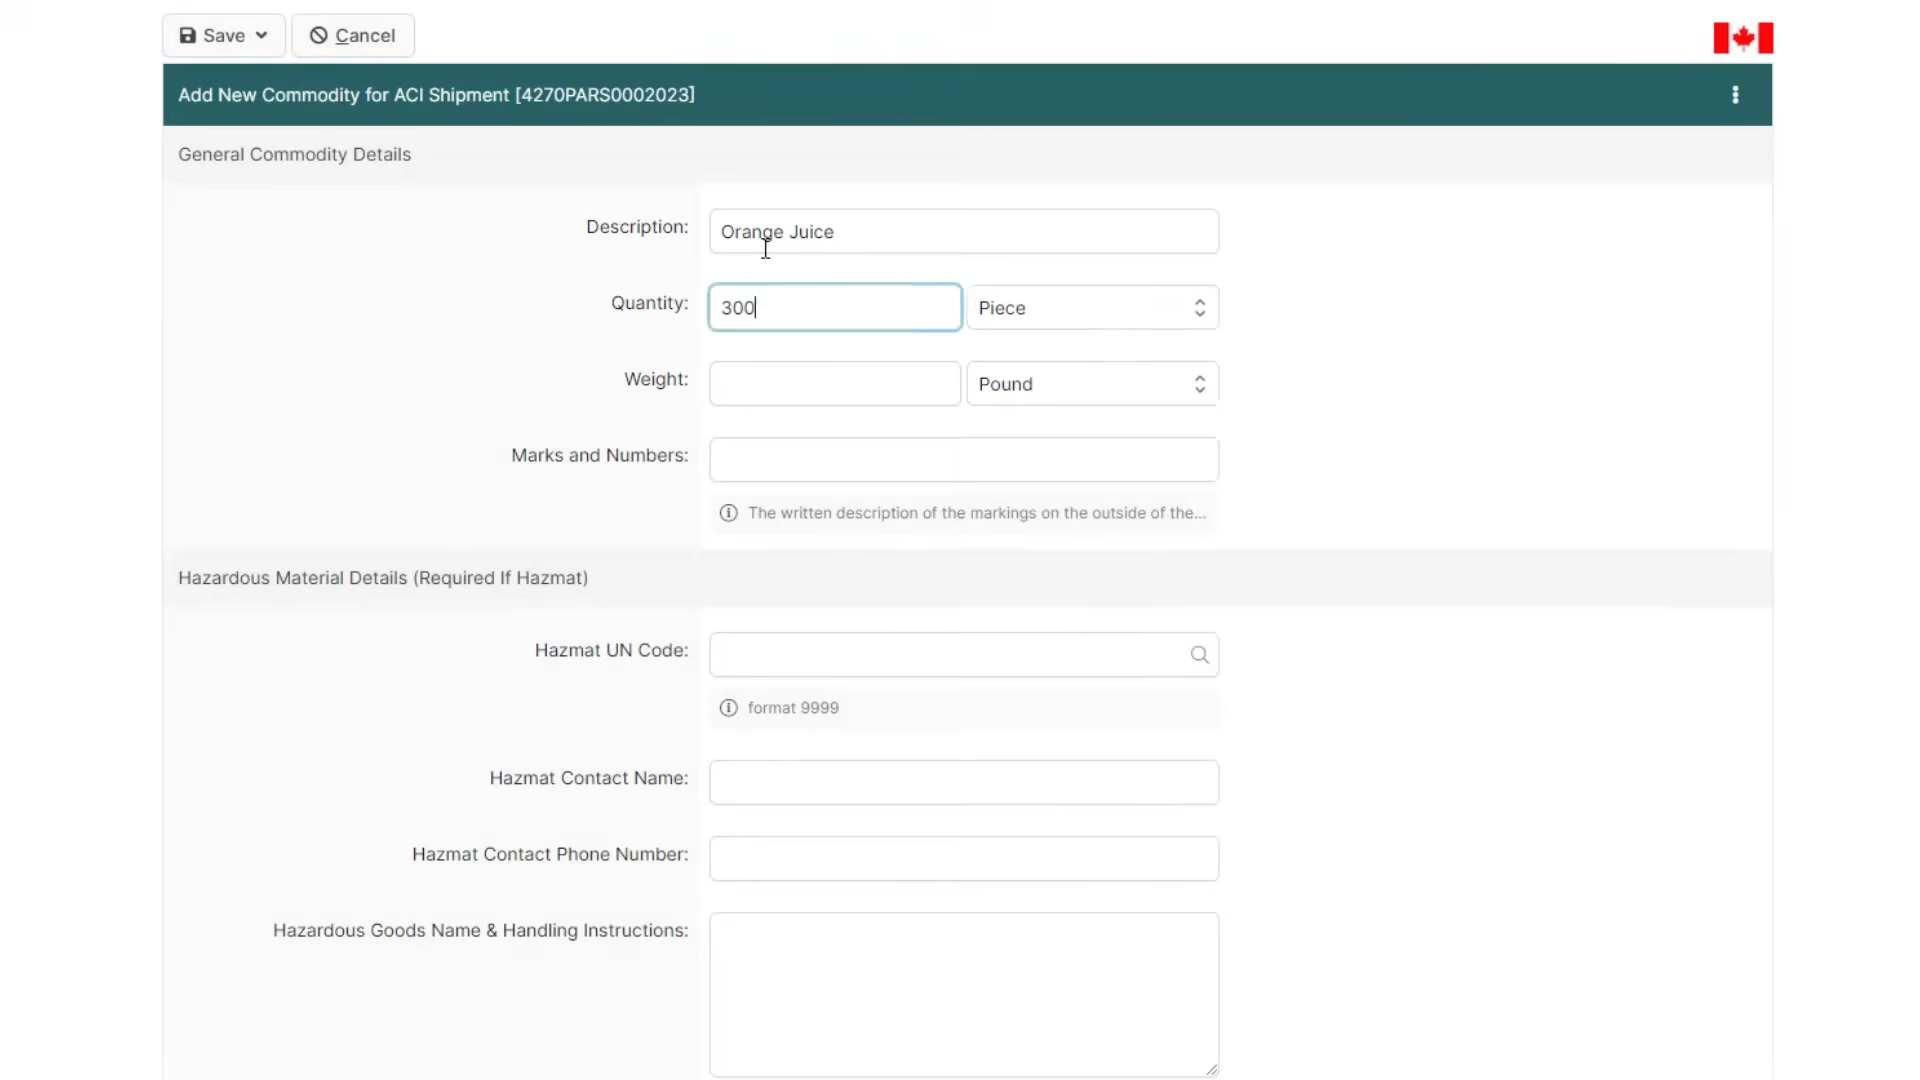 Save
Cancel
Add New Commodity for ACI Shipment [4270PARS0002023]
General Commodity Details
Description:
Orange Juice
Quantity:
300
Piece
Weight:
Pound
Marks and Numbers:
The written description of the markings on the outside of the...
Hazardous Material Details (Required If Hazmat)
Hazmat UN Code:
format 9999
Hazmat Contact Name:
Hazmat Contact Phone Number:
Hazardous Goods Name & Handling Instructions: